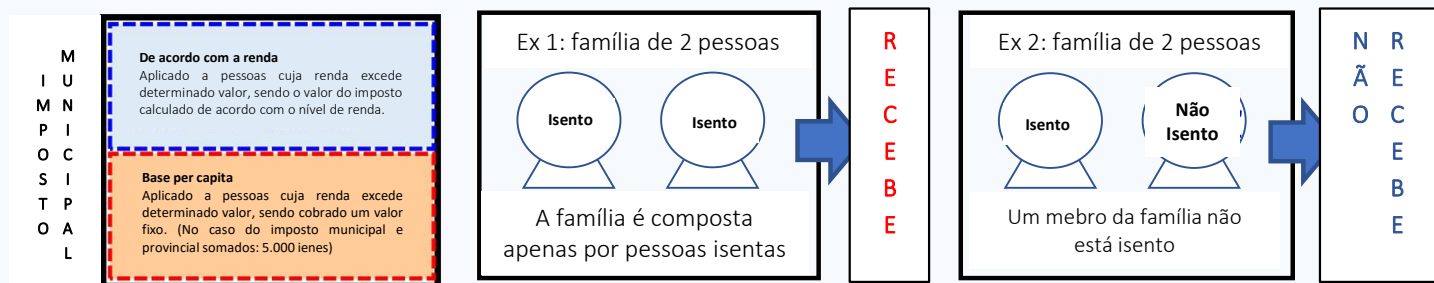 IMPOSTO
MUNICIPAL
De acordo com a renda
Aplicado a pessoas cuja renda excede
determinado valor, sendo o valor do imposto
calculado de acordo com o nível de renda.
Base per capita
Aplicado a pessoas cuja renda excede
determinado valor, sendo cobrado um valor
fixo. (No caso do imposto municipal e
provincial somados: 5.000 ienes)
Ex 1: família de 2 pessoas
Isento
Isento
A família é composta
apenas por pessoas isentas
RECEBE
Ex 2: família de 2 pessoas
Isento
Não
Isento
Um mebro da família não
está isento
NÃO
RECEBE